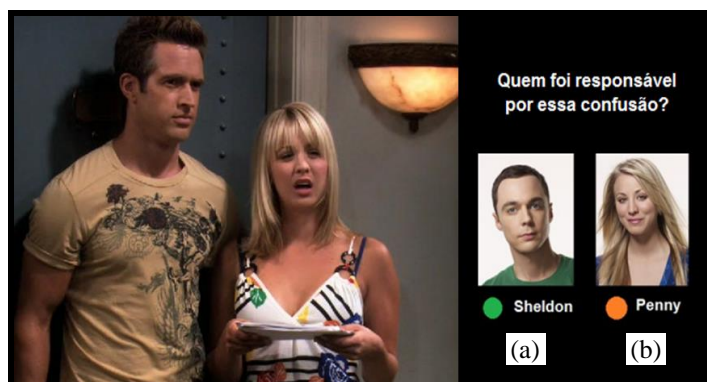 Quem foi responsável
por essa confusão?
Sheldon Penny
(a) (b)